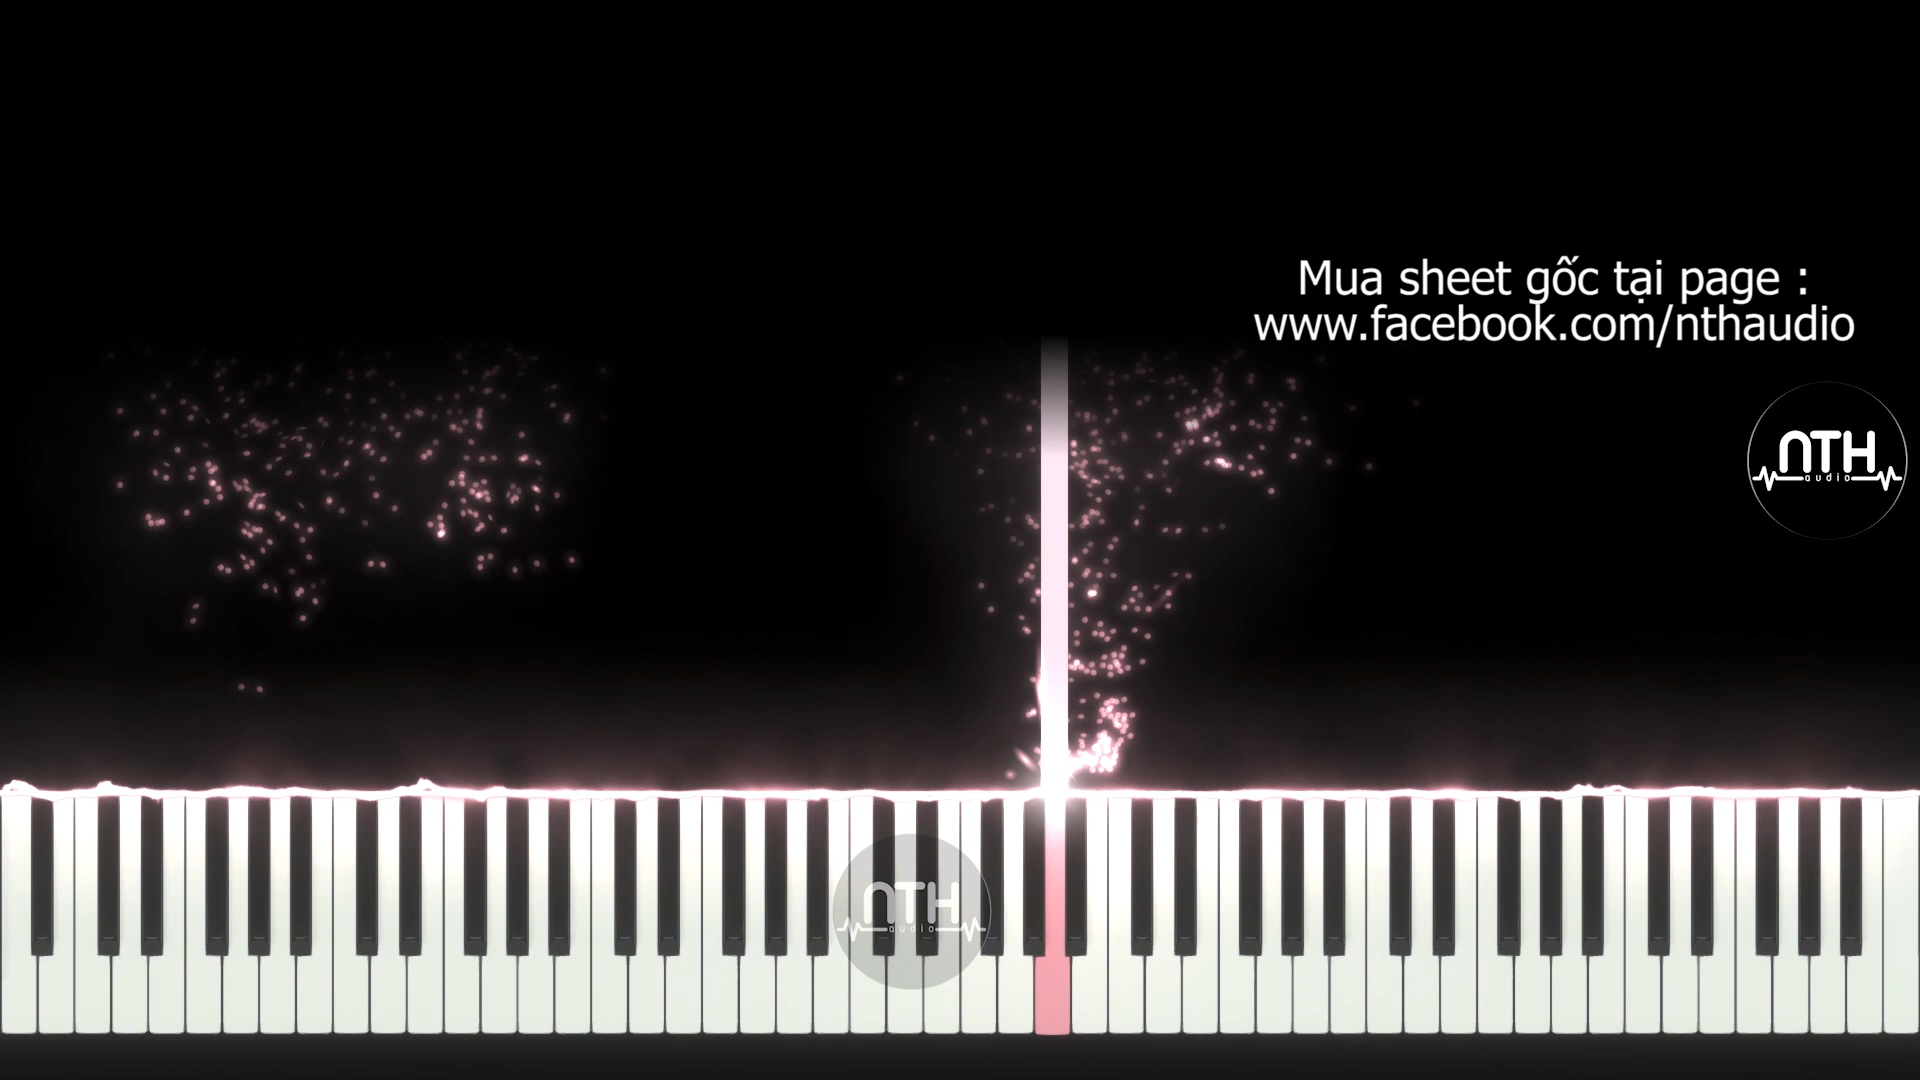 Mua sheet gốc tại page :
www.facebook.com/nthaudio
NTH
audio
NTH
audio